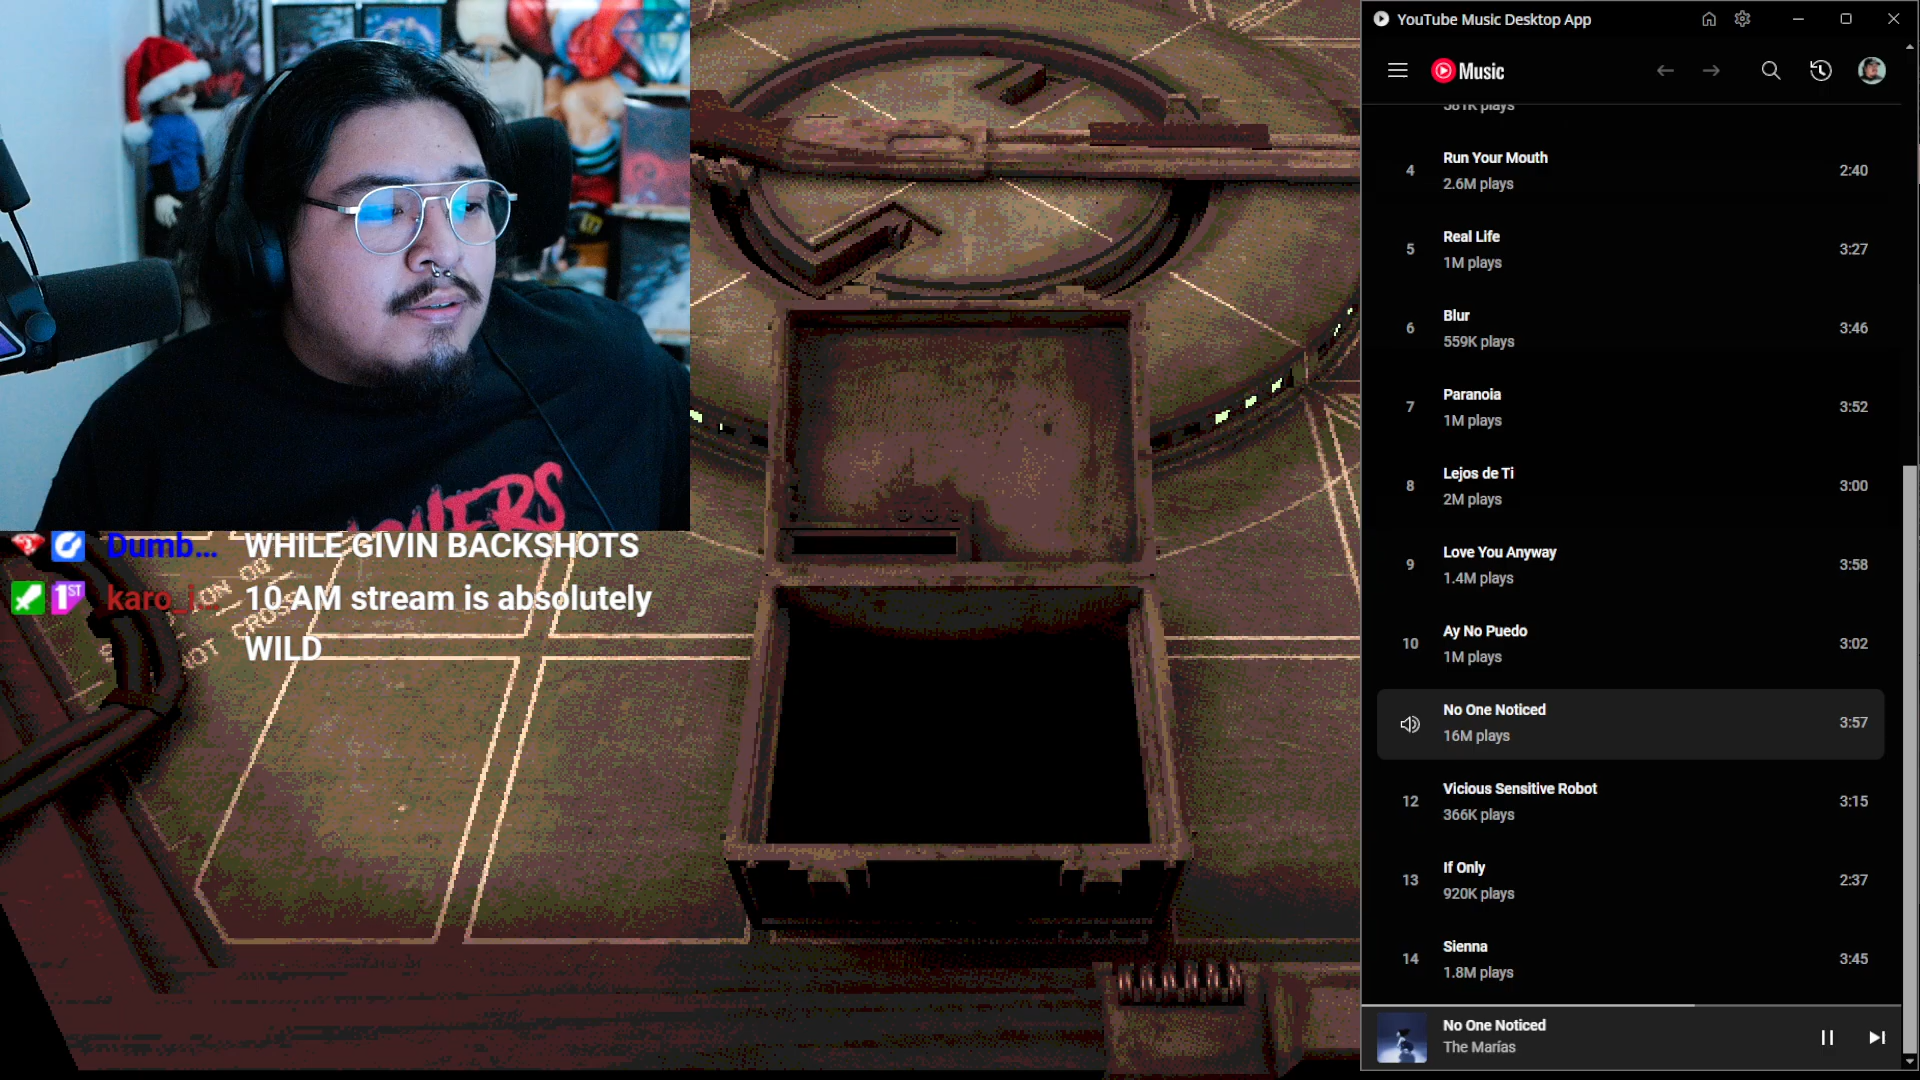 YouTube Music Desktop App
Music
381K plays
4 Run Your Mouth 2:40
2.6M plays
5 Real Life 3:27
1M plays
6 Blur 3:46
559K plays
7 Paranoia 3:52
1M plays
8 Lejos de Ti 3:00
2M plays
9 Love You Anyway 3:58
1.4M plays
10 Ay No Puedo 3:02
1M plays
No One Noticed 3:57
16M plays
12 Vicious Sensitive Robot 3:15
366K plays
13 If Only 2:37
920K plays
14 Sienna 3:45
1.8M plays
No One Noticed
The Marías
Dumb... WHILE GIVIN BACKSHOTS
1ST 10 AM stream is absolutely
WILD